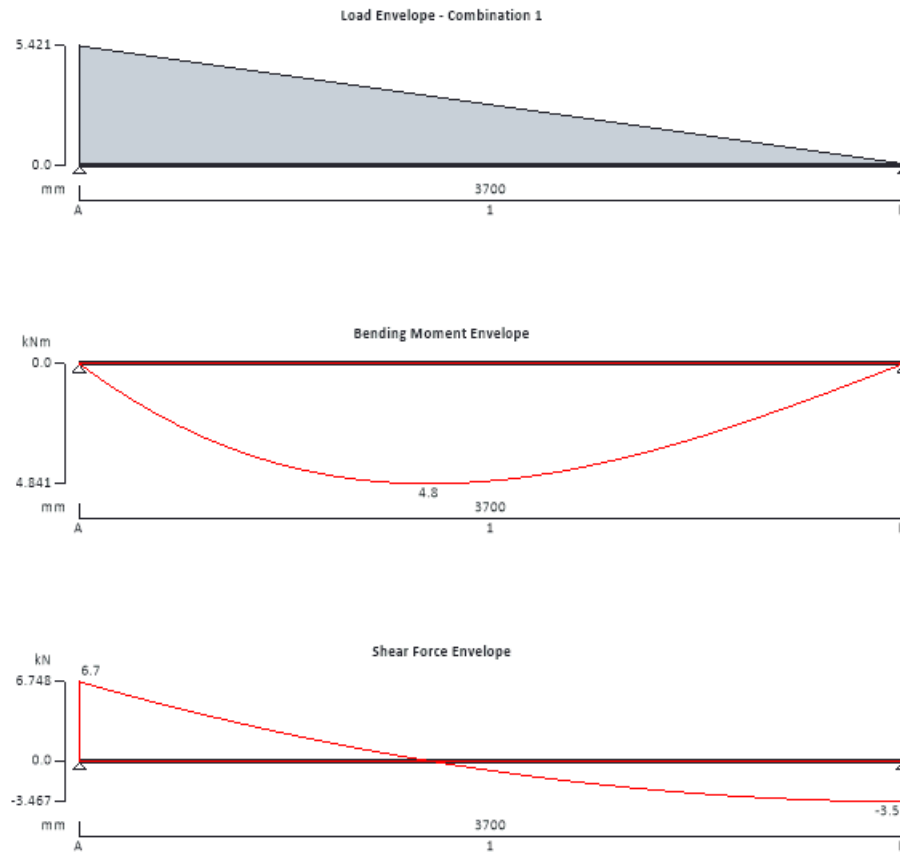 Load Envelope - Combination 1
5.421
0.0
mm 3700
A 1
Bending Moment Envelope
kNm
0.0
4.841
4.8
mm 3700
A 1
Shear Force Envelope
kN
6.7
6.748
0.0
-3.467
-3.5
mm 3700
A 1